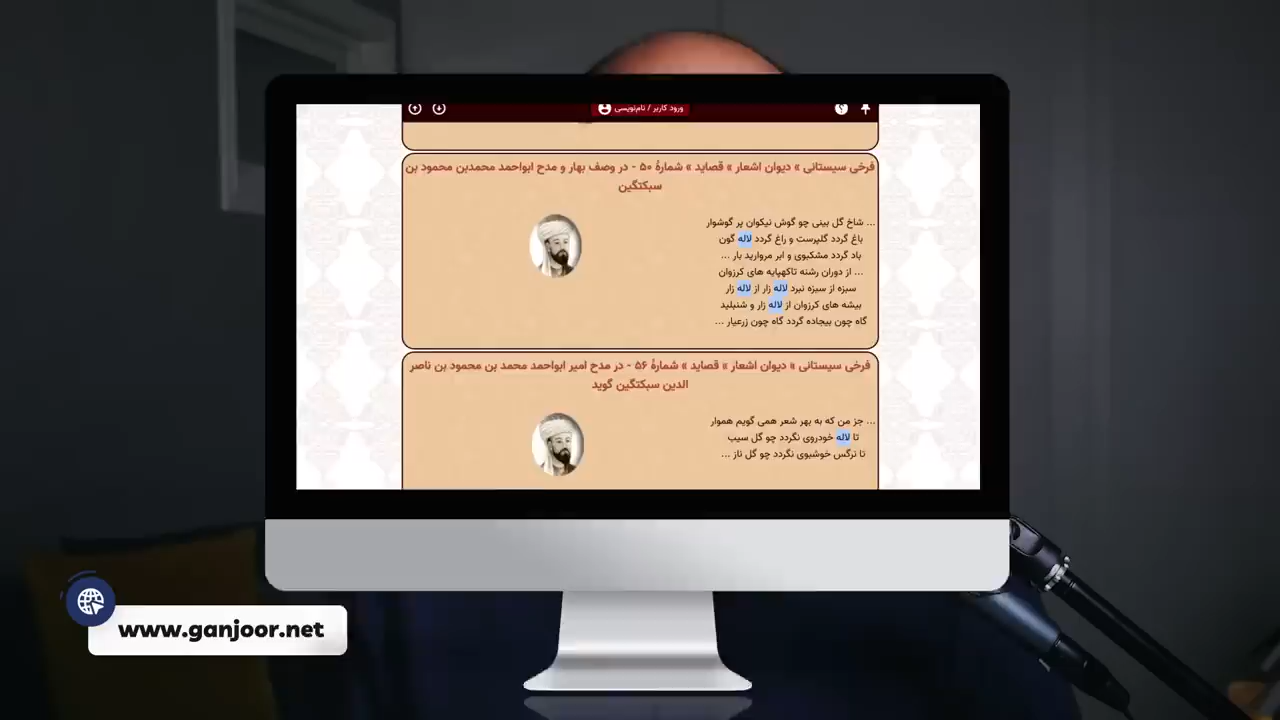 ورود کاربر / نام‌نویسی
فرخی سیستانی » دیوان اشعار » قصاید » شمارهٔ ۵۰ - در وصف بهار و مدح ابواحمد محمدبن محمود بن
سبکتگین
... شاخ گل بینی چو گوش نیکوان پر گوشوار
باغ گردد گلپرست و راغ گردد لاله گون
باد گردد مشکبوی و ابر مروارید بار ...
... از دوران رشته تاکهپایه های کرزوان
سبزه از سبزه نبرد لاله زار از لاله زار
بیشه های کرزوان از لاله زار و شنبلید
گاه چون بیجاده گردد گاه چون زرعیار ...
فرخی سیستانی » دیوان اشعار » قصاید » شمارهٔ ۵۶ - در مدح امیر ابواحمد محمد بن محمود بن ناصر
الدین سبکتگین گوید
... جز من که به بهر شعر همی گویم هموار
تا لاله خودروی نگردد چو گل سیب
تا نرگس خوشبوی نگردد چو گل ناز ...
www.ganjoor.net